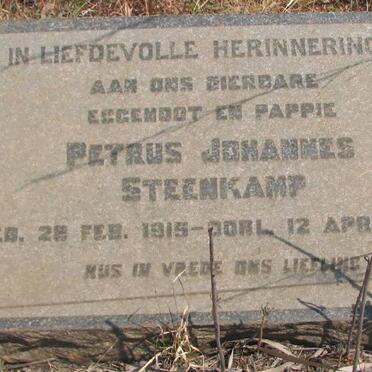 IN LIEFDEVOLLE HERINNERING
AAN ONS DIERBARE
EGGENOOT EN PAPPIE
PETRUS JOHANNES
STEENKAMP
EB. 28 FEB. 1915-OORL. 12 APR
RUS IN VREDE ONS LIEFLING